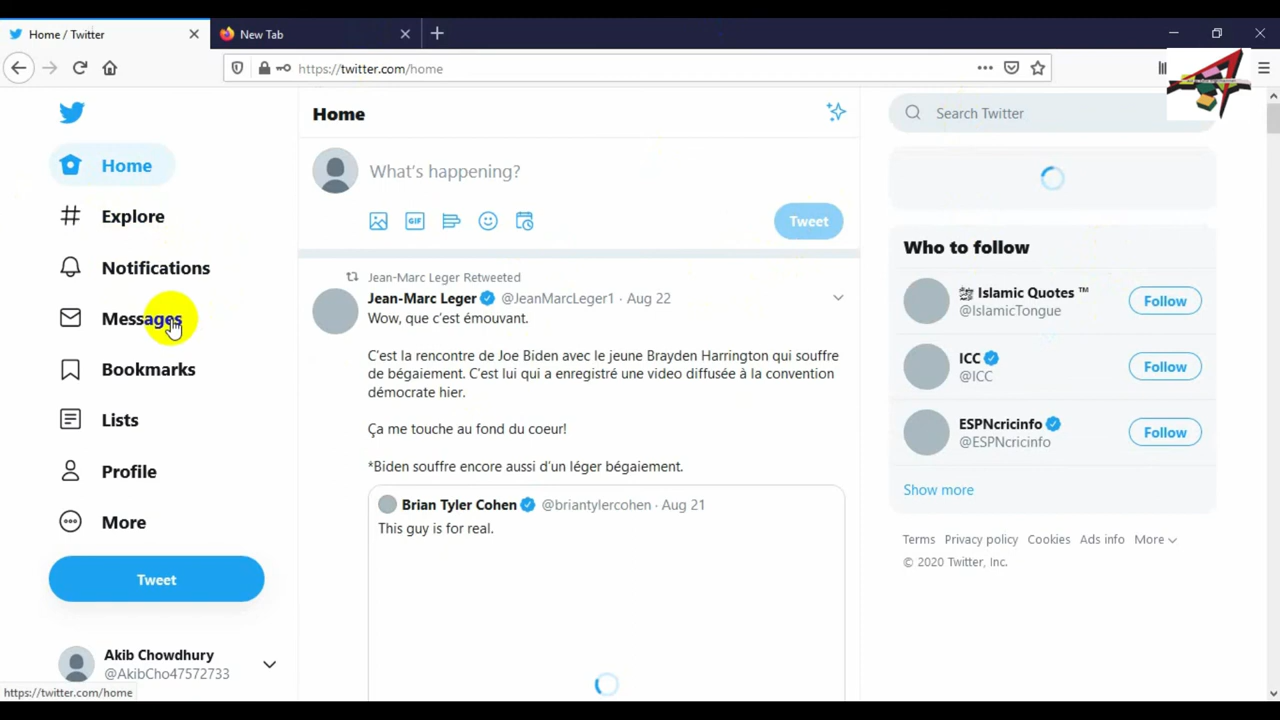 Home / Twitter
New Tab
https://twitter.com/home
Home
Search Twitter
Home
What's happening?
Explore
GIF
Tweet
Who to follow
Notifications
Jean-Marc Leger Retweeted
Jean-Marc Leger @JeanMarcLeger1 · Aug 22
Islamic Quotes ™
@IslamicTongue
Follow
Messages
Wow, que c'est émouvant.
C'est la rencontre de Joe Biden avec le jeune Brayden Harrington qui souffre
de bégaiement. C'est lui qui a enregistré une video diffusée à la convention
démocrate hier.
ICC
@ICC
Follow
Bookmarks
Lists
Ça me touche au fond du coeur!
ESPNcricinfo
@ESPNcricinfo
Follow
Profile
*Biden souffre encore aussi d'un léger bégaiement.
Show more
Brian Tyler Cohen @briantylercohen · Aug 21
This guy is for real.
More
Terms Privacy policy Cookies Ads info More
© 2020 Twitter, Inc.
Tweet
Akib Chowdhury
@AkibCho47572733
https://twitter.com/home